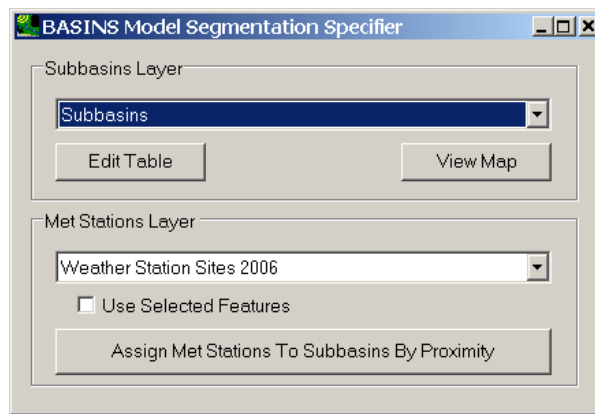 BASINS Model Segmentation Specifier
Subbasins Layer
Subbasins
Edit Table View Map
Met Stations Layer
Weather Station Sites 2006
Use Selected Features
Assign Met Stations To Subbasins By Proximity